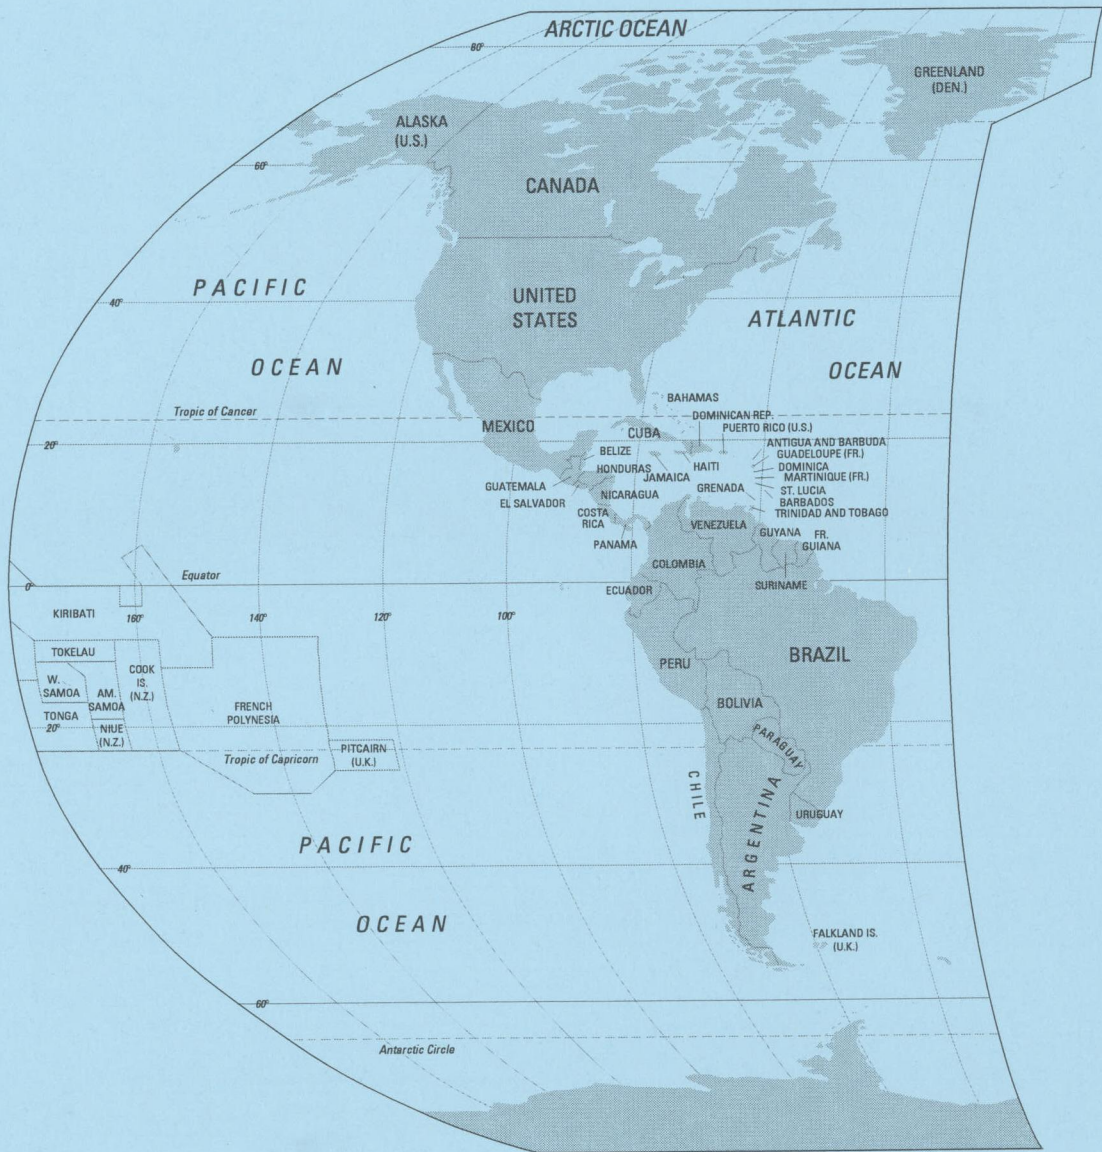 ARCTIC OCEAN
80°
GREENLAND
(DEN.)
ALASKA
(U.S.)
60°
CANADA
PACIFIC
OCEAN
40°
UNITED
STATES
ATLANTIC
OCEAN
Tropic of Cancer
20°
MEXICO
BAHAMAS
DOMINICAN REP.
PUERTO RICO (U.S.)
CUBA
ANTIGUA AND BARBUDA
GUADELOUPE (FR.)
DOMINICA
MARTINIQUE (FR.)
ST. LUCIA
BARBADOS
TRINIDAD AND TOBAGO
BELIZE
HONDURAS
JAMAICA
HAITI
GUATEMALA
EL SALVADOR
NICARAGUA
GRENADA
COSTA
RICA
PANAMA
VENEZUELA
GUYANA
FR.
GUIANA
COLOMBIA
SURINAME
Equator
0°
ECUADOR
KIRIBATI
160°
140°
120°
100°
TOKELAU
COOK
IS.
(N.Z.)
W.
SAMOA
AM.
SAMOA
TONGA
20°
NIUE
(N.Z.)
FRENCH
POLYNESIA
Tropic of Capricorn
PITCAIRN
(U.K.)
PERU
BRAZIL
BOLIVIA
PARAGUAY
CHILE
ARGENTINA
URUGUAY
PACIFIC
OCEAN
40°
FALKLAND IS.
(U.K.)
60°
Antarctic Circle